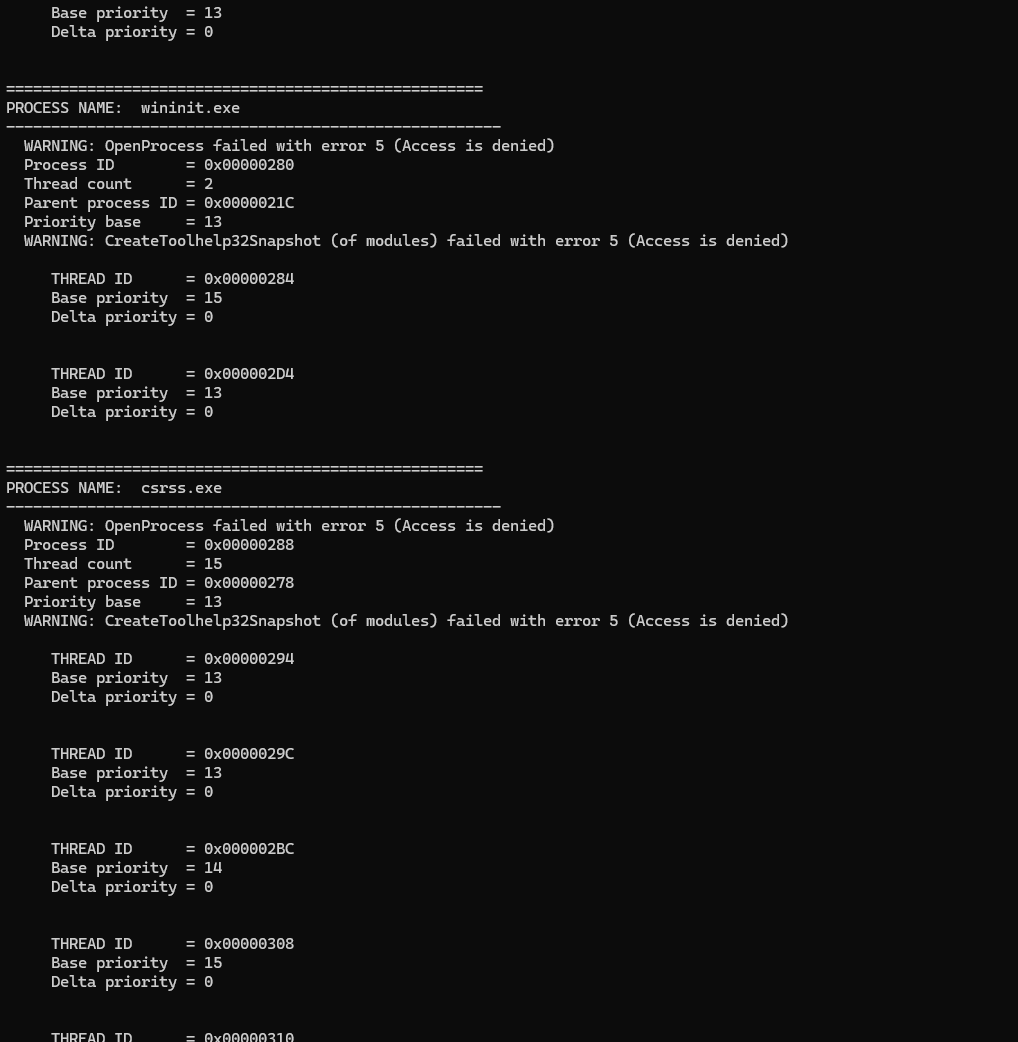 Base priority  = 13
Delta priority = 0
=====================================================
PROCESS NAME:  wininit.exe
-------------------------------------------------------
WARNING: OpenProcess failed with error 5 (Access is denied)
Process ID        = 0x00000280
Thread count      = 2
Parent process ID = 0x0000021C
Priority base     = 13
WARNING: CreateToolhelp32Snapshot (of modules) failed with error 5 (Access is denied)
THREAD ID      = 0x00000284
Base priority  = 15
Delta priority = 0
THREAD ID      = 0x000002D4
Base priority  = 13
Delta priority = 0
=====================================================
PROCESS NAME:  csrss.exe
-------------------------------------------------------
WARNING: OpenProcess failed with error 5 (Access is denied)
Process ID        = 0x00000288
Thread count      = 15
Parent process ID = 0x00000278
Priority base     = 13
WARNING: CreateToolhelp32Snapshot (of modules) failed with error 5 (Access is denied)
THREAD ID      = 0x00000294
Base priority  = 13
Delta priority = 0
THREAD ID      = 0x0000029C
Base priority  = 13
Delta priority = 0
THREAD ID      = 0x000002BC
Base priority  = 14
Delta priority = 0
THREAD ID      = 0x00000308
Base priority  = 15
Delta priority = 0
THREAD ID      = 0x00000310